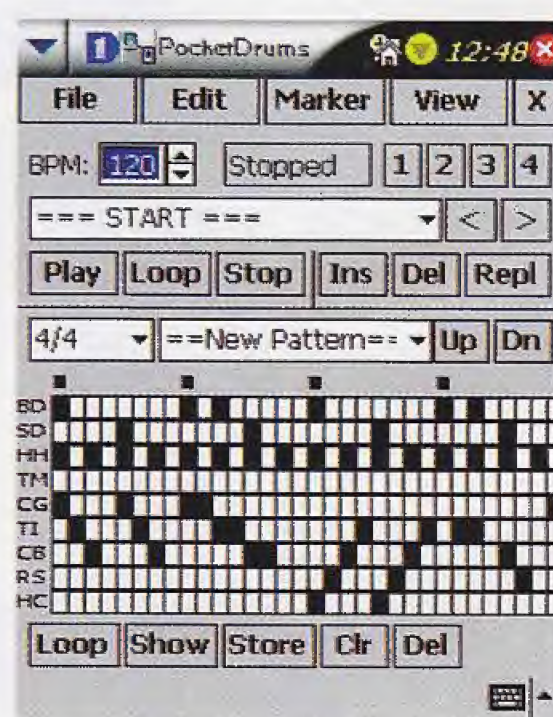 PocketDrums 12:48
File Edit Marker View X
BPM: 120 Stopped 1 2 3 4
=== START === < >
Play Loop Stop Ins Del Repl
4/4 ==New Pattern== Up Dn
BD
SD
HH
TM
CG
TI
CB
RS
HC
Loop Show Store Clr Del